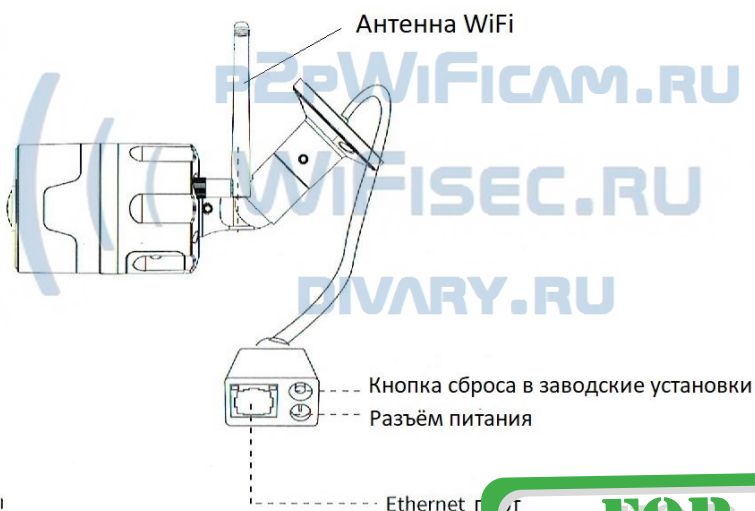 Антенна WiFi
P2PWIFICAM.RU
WIFISEC.RU
DIVARY.RU
Кнопка сброса в заводские установки
Разъём питания
Ethernet